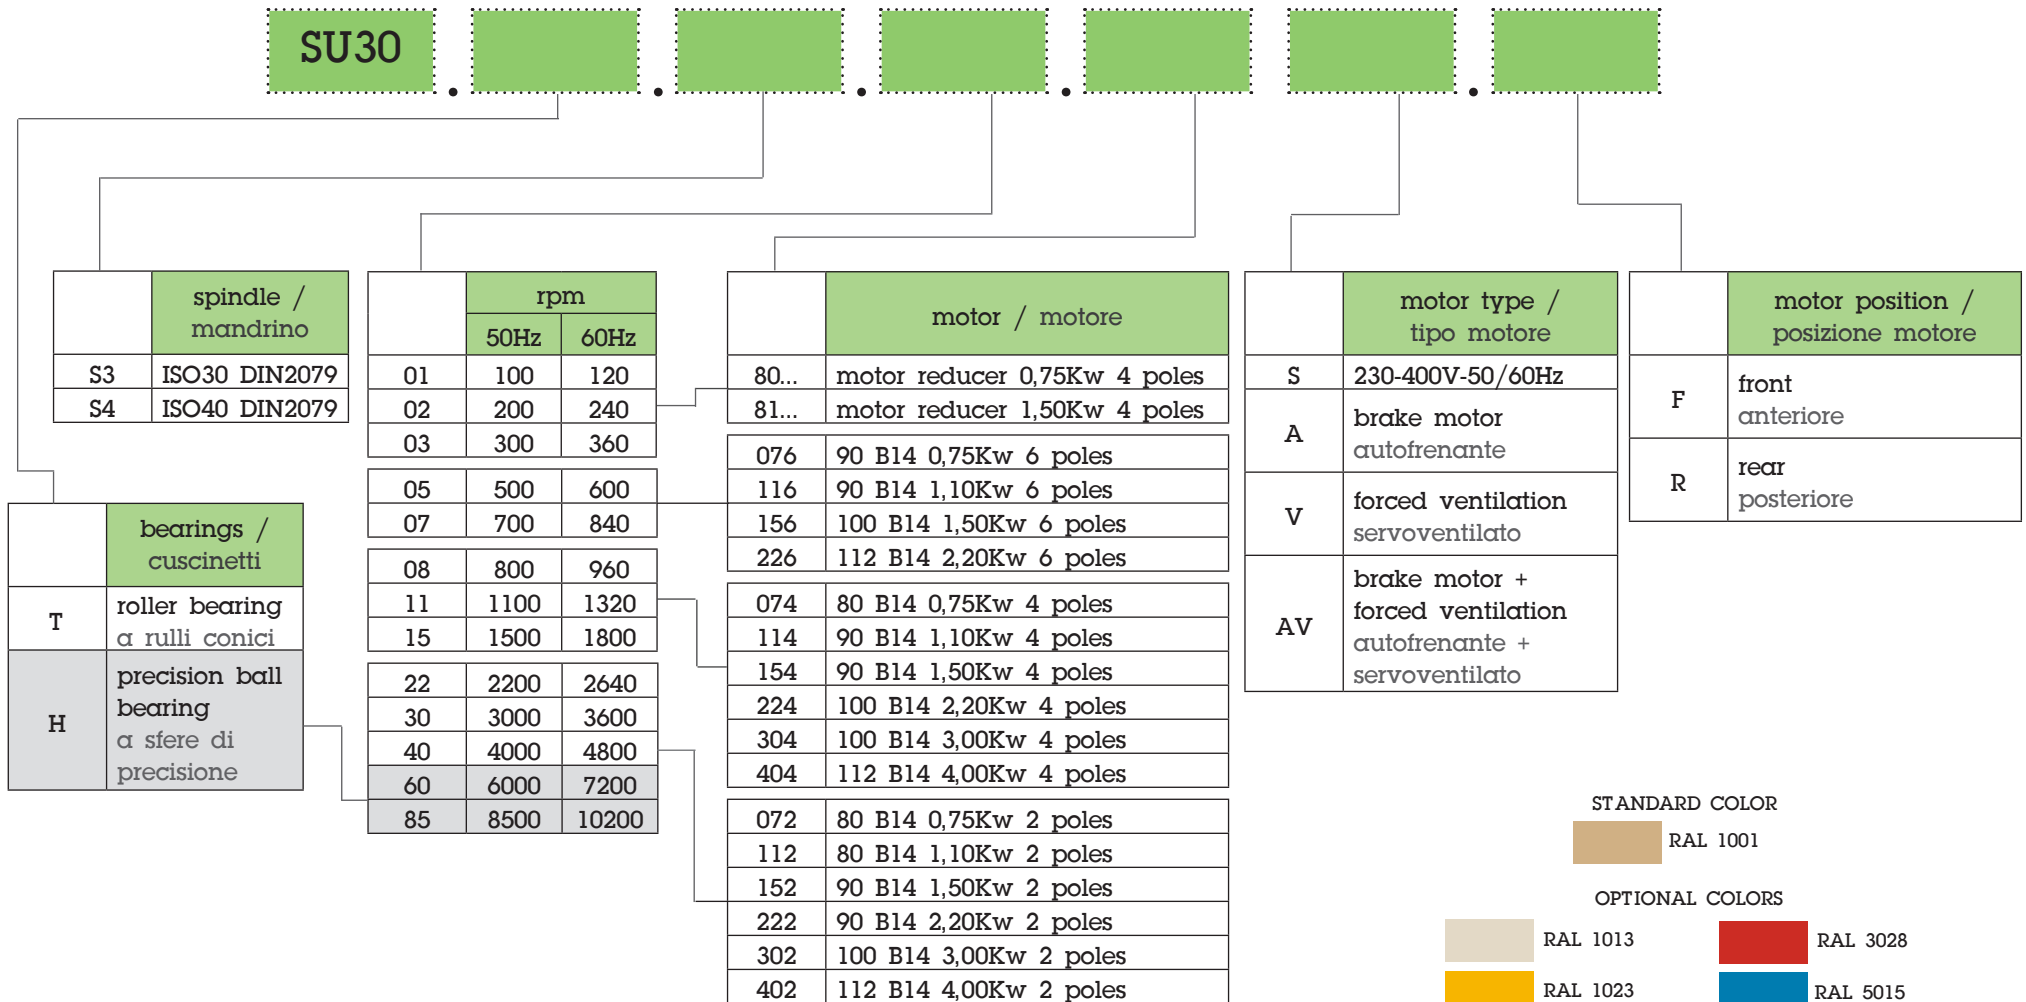 SU30 . . . . .
spindle /
mandrino
S3 ISO30 DIN2079
S4 ISO40 DIN2079
bearings /
cuscinetti
T roller bearing
a rulli conici
H precision ball
bearing
a sfere di
precisione
rpm
50Hz 60Hz
01 100 120
02 200 240
03 300 360
05 500 600
07 700 840
08 800 960
11 1100 1320
15 1500 1800
22 2200 2640
30 3000 3600
40 4000 4800
60 6000 7200
85 8500 10200
motor / motore
80... motor reducer 0,75Kw 4 poles
81... motor reducer 1,50Kw 4 poles
076 90 B14 0,75Kw 6 poles
116 90 B14 1,10Kw 6 poles
156 100 B14 1,50Kw 6 poles
226 112 B14 2,20Kw 6 poles
074 80 B14 0,75Kw 4 poles
114 90 B14 1,10Kw 4 poles
154 90 B14 1,50Kw 4 poles
224 100 B14 2,20Kw 4 poles
304 100 B14 3,00Kw 4 poles
404 112 B14 4,00Kw 4 poles
072 80 B14 0,75Kw 2 poles
112 80 B14 1,10Kw 2 poles
152 90 B14 1,50Kw 2 poles
222 90 B14 2,20Kw 2 poles
302 100 B14 3,00Kw 2 poles
402 112 B14 4,00Kw 2 poles
motor type /
tipo motore
S 230-400V-50/60Hz
A brake motor
autofrenante
V forced ventilation
servoventilato
AV brake motor +
forced ventilation
autofrenante +
servoventilato
motor position /
posizione motore
F front
anteriore
R rear
posteriore
STANDARD COLOR
RAL 1001
OPTIONAL COLORS
RAL 1013 RAL 3028
RAL 1023 RAL 5015